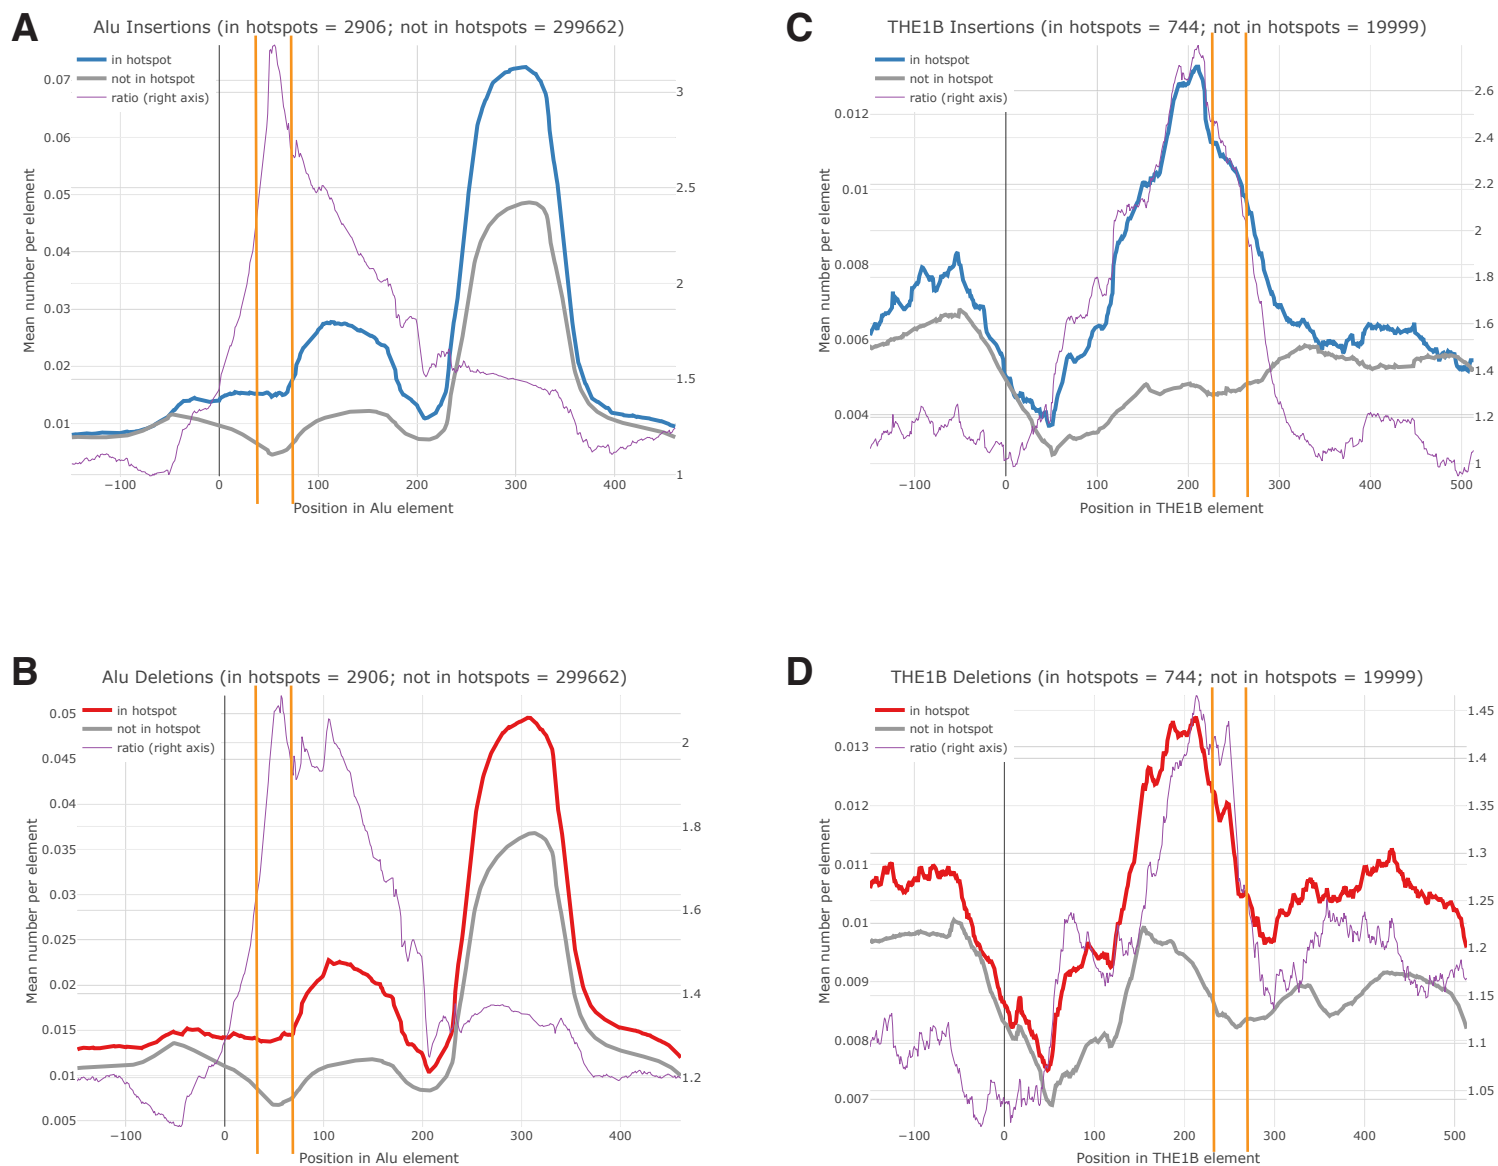 A
Alu Insertions (in hotspots = 2906; not in hotspots = 299662)
in hotspot
not in hotspot
ratio (right axis)
Mean number per element
0.07
0.06
0.05
0.04
0.03
0.02
0.01
3
2.5
2
1.5
1
−100 0 100 200 300 400
Position in Alu element
C
THE1B Insertions (in hotspots = 744; not in hotspots = 19999)
in hotspot
not in hotspot
ratio (right axis)
Mean number per element
0.012
0.01
0.008
0.006
0.004
2.6
2.4
2.2
2
1.8
1.6
1.4
1.2
1
−100 0 100 200 300 400 500
Position in THE1B element
B
Alu Deletions (in hotspots = 2906; not in hotspots = 299662)
in hotspot
not in hotspot
ratio (right axis)
Mean number per element
0.05
0.045
0.04
0.035
0.03
0.025
0.02
0.015
0.01
0.005
2
1.8
1.6
1.4
1.2
−100 0 100 200 300 400
Position in Alu element
D
THE1B Deletions (in hotspots = 744; not in hotspots = 19999)
in hotspot
not in hotspot
ratio (right axis)
Mean number per element
0.013
0.012
0.011
0.01
0.009
0.008
0.007
1.45
1.4
1.35
1.3
1.25
1.2
1.15
1.1
1.05
−100 0 100 200 300 400 500
Position in THE1B element